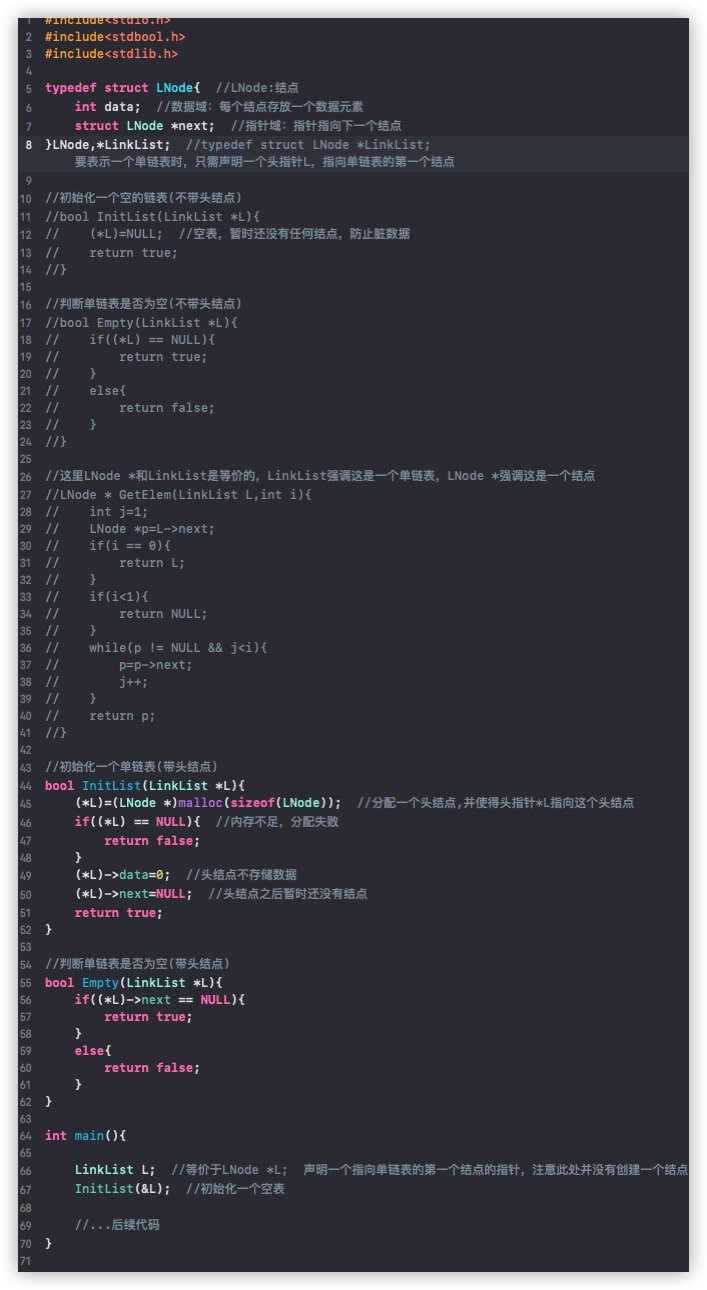 1 #include<stdio.h>
2 #include<stdbool.h>
3 #include<stdlib.h>
4
5 typedef struct LNode{  //LNode:结点
6     int data;  //数据域：每个结点存放一个数据元素
7     struct LNode *next;  //指针域：指针指向下一个结点
8 }LNode,*LinkList;  //typedef struct LNode *LinkList;
    要表示一个单链表时，只需声明一个头指针L，指向单链表的第一个结点
9
10 //初始化一个空的链表(不带头结点)
11 //bool InitList(LinkList *L){
12 //    (*L)=NULL;  //空表，暂时还没有任何结点，防止脏数据
13 //    return true;
14 //}
15
16 //判断单链表是否为空(不带头结点)
17 //bool Empty(LinkList *L){
18 //    if((*L) == NULL){
19 //        return true;
20 //    }
21 //    else{
22 //        return false;
23 //    }
24 //}
25
26 //这里LNode *和LinkList是等价的，LinkList强调这是一个单链表，LNode *强调这是一个结点
27 //LNode * GetElem(LinkList L,int i){
28 //    int j=1;
29 //    LNode *p=L->next;
30 //    if(i == 0){
31 //        return L;
32 //    }
33 //    if(i<1){
34 //        return NULL;
35 //    }
36 //    while(p != NULL && j<i){
37 //        p=p->next;
38 //        j++;
39 //    }
40 //    return p;
41 //}
42
43 //初始化一个单链表(带头结点)
44 bool InitList(LinkList *L){
45     (*L)=(LNode *)malloc(sizeof(LNode));  //分配一个头结点,并使得头指针*L指向这个头结点
46     if((*L) == NULL){  //内存不足，分配失败
47         return false;
48     }
49     (*L)->data=0;  //头结点不存储数据
50     (*L)->next=NULL;  //头结点之后暂时还没有结点
51     return true;
52 }
53
54 //判断单链表是否为空(带头结点)
55 bool Empty(LinkList *L){
56     if((*L)->next == NULL){
57         return true;
58     }
59     else{
60         return false;
61     }
62 }
63
64 int main(){
65
66     LinkList L;  //等价于LNode *L;  声明一个指向单链表的第一个结点的指针，注意此处并没有创建一个结点
67     InitList(&L);  //初始化一个空表
68
69     //...后续代码
70 }
71